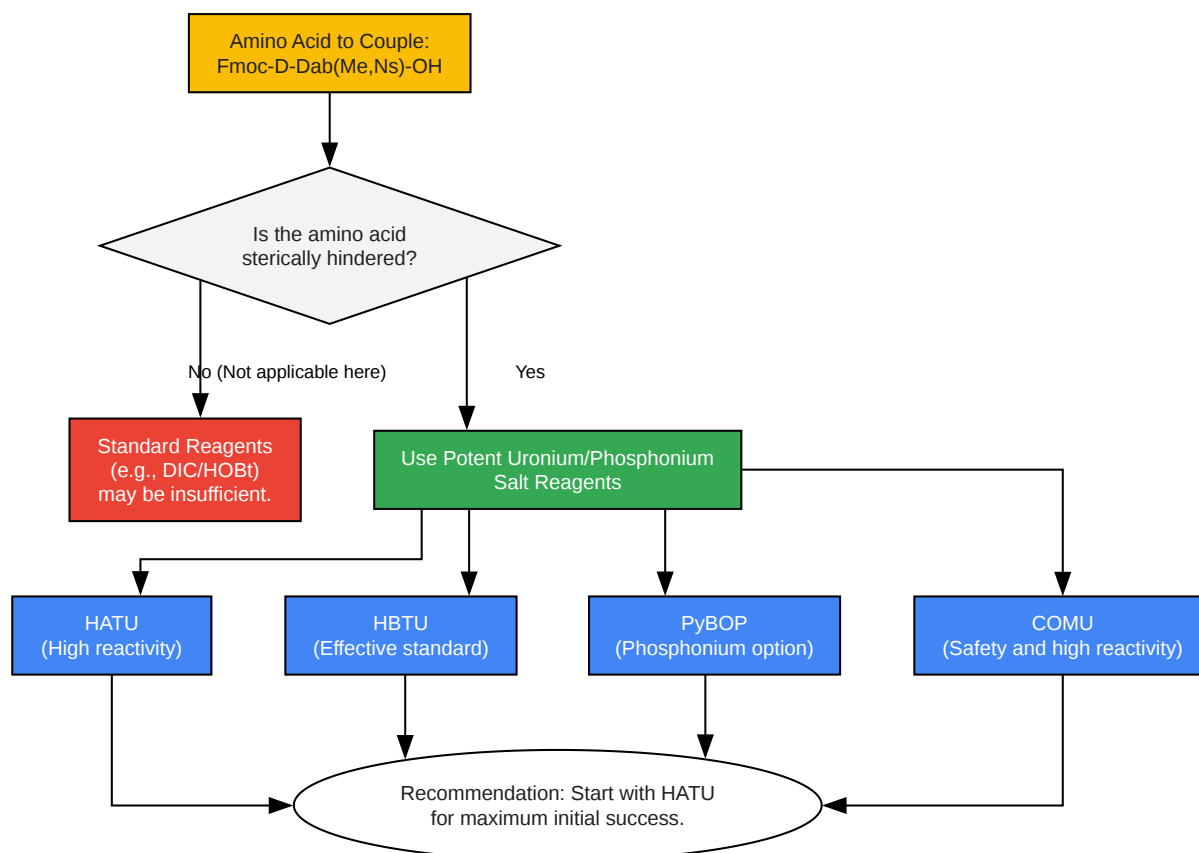 Amino Acid to Couple:
Fmoc-D-Dab(Me,Ns)-OH
Is the amino acid
sterically hindered?
No (Not applicable here)
Yes
Standard Reagents
(e.g., DIC/HOBt)
may be insufficient.
Use Potent Uronium/Phosphonium
Salt Reagents
HATU
(High reactivity)
HBTU
(Effective standard)
PyBOP
(Phosphonium option)
COMU
(Safety and high reactivity)
Recommendation: Start with HATU
for maximum initial success.